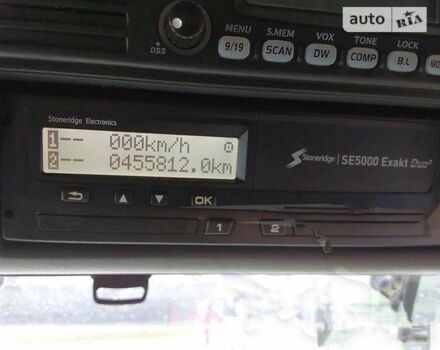 auto RIA
MENU S.MEM VOX TONE LOCK
DSS 9/19 SCAN DW COMP B.L MO
Stoneridge Electronics
1 -- 000km/h
2 -- 0455812.0km
Stoneridge | SE5000 Exakt Duo²
OK
1 2